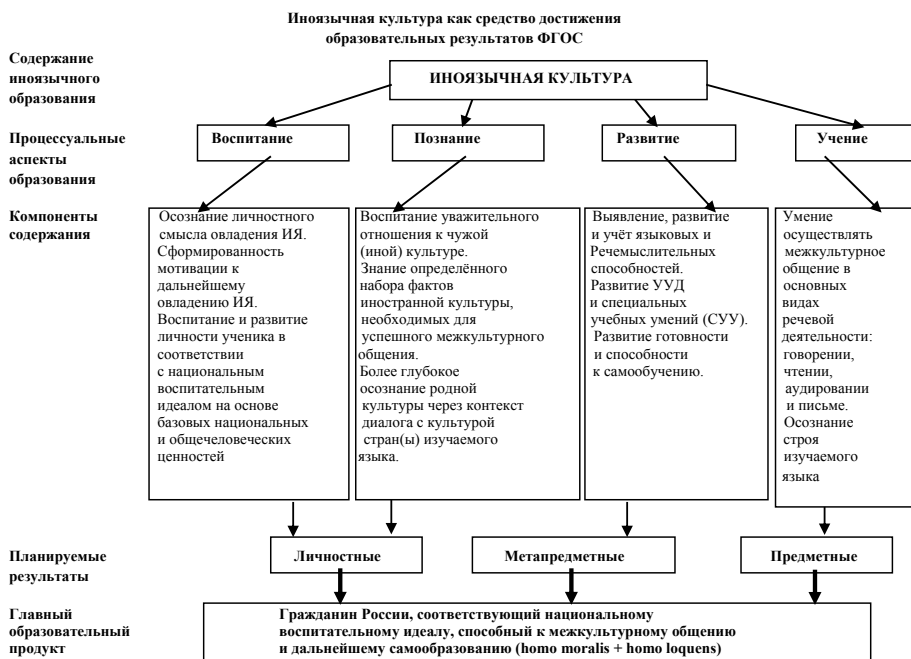 Иноязычная культура как средство достижения
образовательных результатов ФГОС
Содержание
иноязычного
образования
ИНОЯЗЫЧНАЯ КУЛЬТУРА
Процессуальные
аспекты
образования
Воспитание
Познание
Развитие
Учение
Компоненты
содержания
Осознание личностного
смысла овладения ИЯ.
Сформированность
мотивации к
дальнейшему
овладению ИЯ.
Воспитание и развитие
личности ученика в
соответствии
с национальным
воспитательным
идеалом на основе
базовых национальных
и общечеловеческих
ценностей
Воспитание уважительного
отношения к чужой
(иной) культуре.
Знание определённого
набора фактов
иностранной культуры,
необходимых для
успешного межкультурного
общения.
Более глубокое
осознание родной
культуры через контекст
диалога с культурой
стран(ы) изучаемого
языка.
Выявление, развитие
и учёт языковых и
Речемыслительных
способностей.
Развитие УУД
и специальных
учебных умений (СУУ).
Развитие готовности
и способности
к самообучению.
Умение
осуществлять
межкультурное
общение в
основных
видах
речевой
деятельности:
говорении,
чтении,
аудировании
и письме.
Осознание
строя
изучаемого
языка
Планируемые
результаты
Личностные
Метапредметные
Предметные
Главный
образовательный
продукт
Гражданин России, соответствующий национальному
воспитательному идеалу, способный к межкультурному общению
и дальнейшему самообразованию (homo moralis + homo loquens)